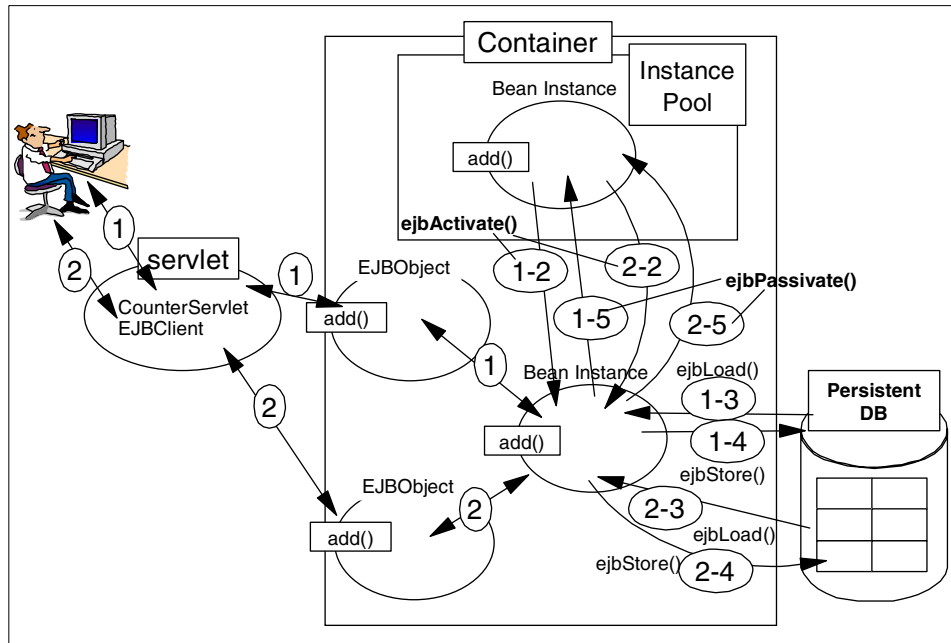 Container
Instance
Pool
Bean Instance
add()
ejbActivate()
1
2
servlet
1
EJBObject
1-2
2-2
ejbPassivate()
1-5
2-5
CounterServlet
EJBClient
add()
1
Bean Instance
ejbLoad()
1-3
Persistent
DB
2
add()
1-4
ejbStore()
EJBObject
2
2-3
add()
ejbLoad()
ejbStore()
2-4